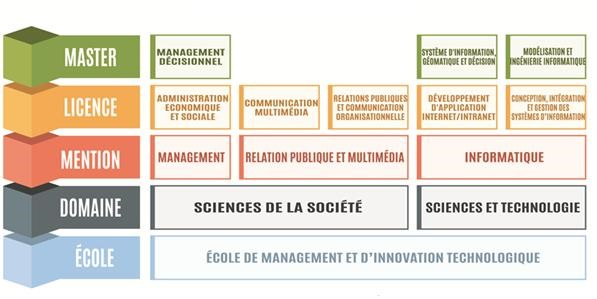 MASTER
MANAGEMENT
DÉCISIONNEL
SYSTÈME D'INFORMATION,
GÉOMATIQUE ET DÉCISION
MODÉLISATION ET
INGÉNIERIE INFORMATIQUE
LICENCE
ADMINISTRATION
ECONOMIQUE
ET SOCIALE
COMMUNICATION
MULTIMÉDIA
RELATIONS PUBLIQUES
ET COMMUNICATION
ORGANISATIONNELLE
DÉVELOPPEMENT
D'APPLICATION
INTERNET/INTRANET
CONCEPTION, INTÉGRATION
ET GESTION DES
SYSTÈMES D'INFORMATION
MENTION
MANAGEMENT
RELATION PUBLIQUE ET MULTIMÉDIA
INFORMATIQUE
DOMAINE
SCIENCES DE LA SOCIÉTÉ
SCIENCES ET TECHNOLOGIE
ÉCOLE
ÉCOLE DE MANAGEMENT ET D'INNOVATION TECHNOLOGIQUE